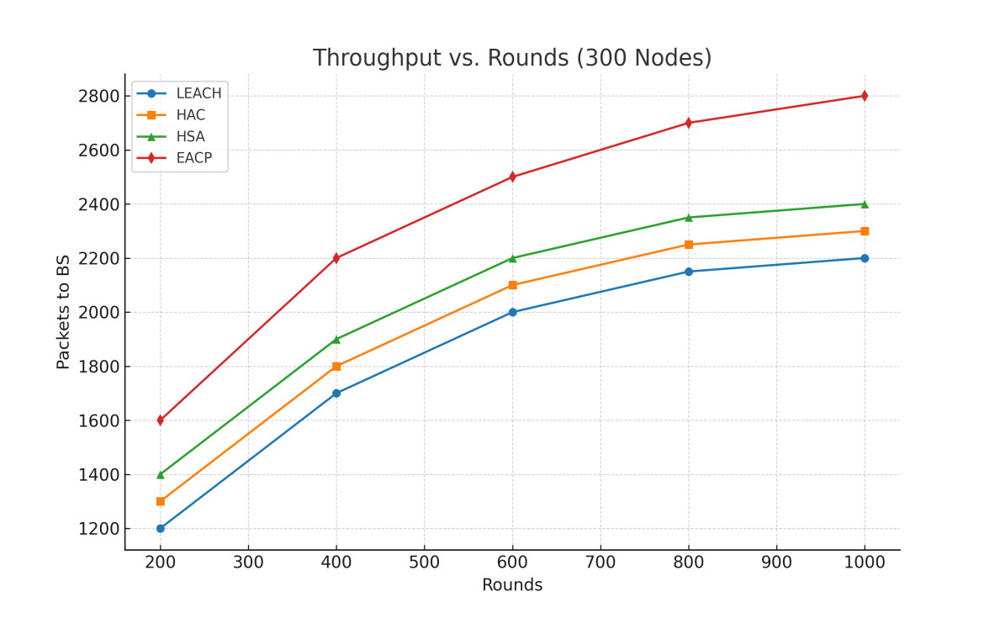 Throughput vs. Rounds (300 Nodes)
LEACH
HAC
HSA
EACP
Packets to BS
2800
2600
2400
2200
2000
1800
1600
1400
1200
200 300 400 500 600 700 800 900 1000
Rounds